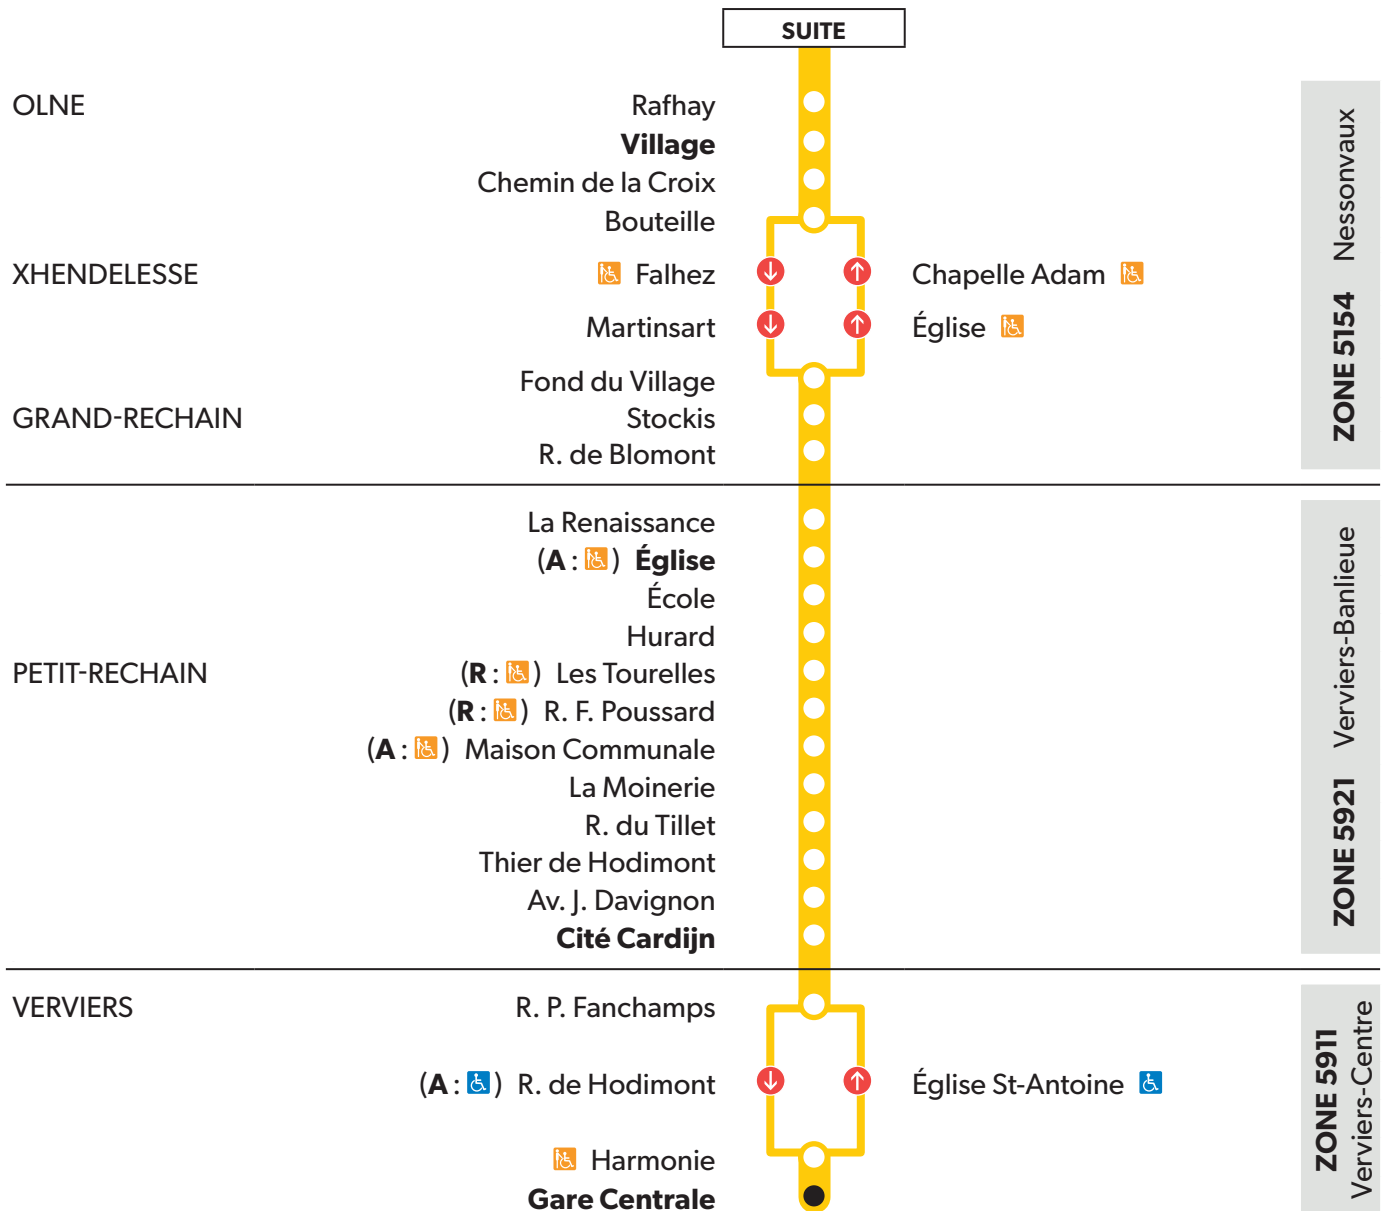 SUITE
OLNE
Rafhay
Village
Chemin de la Croix
Bouteille
XHENDELESSE
Falhez
Chapelle Adam
Martinsart
Église
Fond du Village
GRAND-RECHAIN
Stockis
R. de Blomont
ZONE 5154 Nessonvaux
La Renaissance
(A : ) Église
École
Hurard
PETIT-RECHAIN
(R : ) Les Tourelles
(R : ) R. F. Poussard
(A : ) Maison Communale
La Moinerie
R. du Tillet
Thier de Hodimont
Av. J. Davignon
Cité Cardijn
ZONE 5921 Verviers-Banlieue
VERVIERS
R. P. Fanchamps
(A : ) R. de Hodimont
Église St-Antoine
Harmonie
Gare Centrale
ZONE 5911
Verviers-Centre